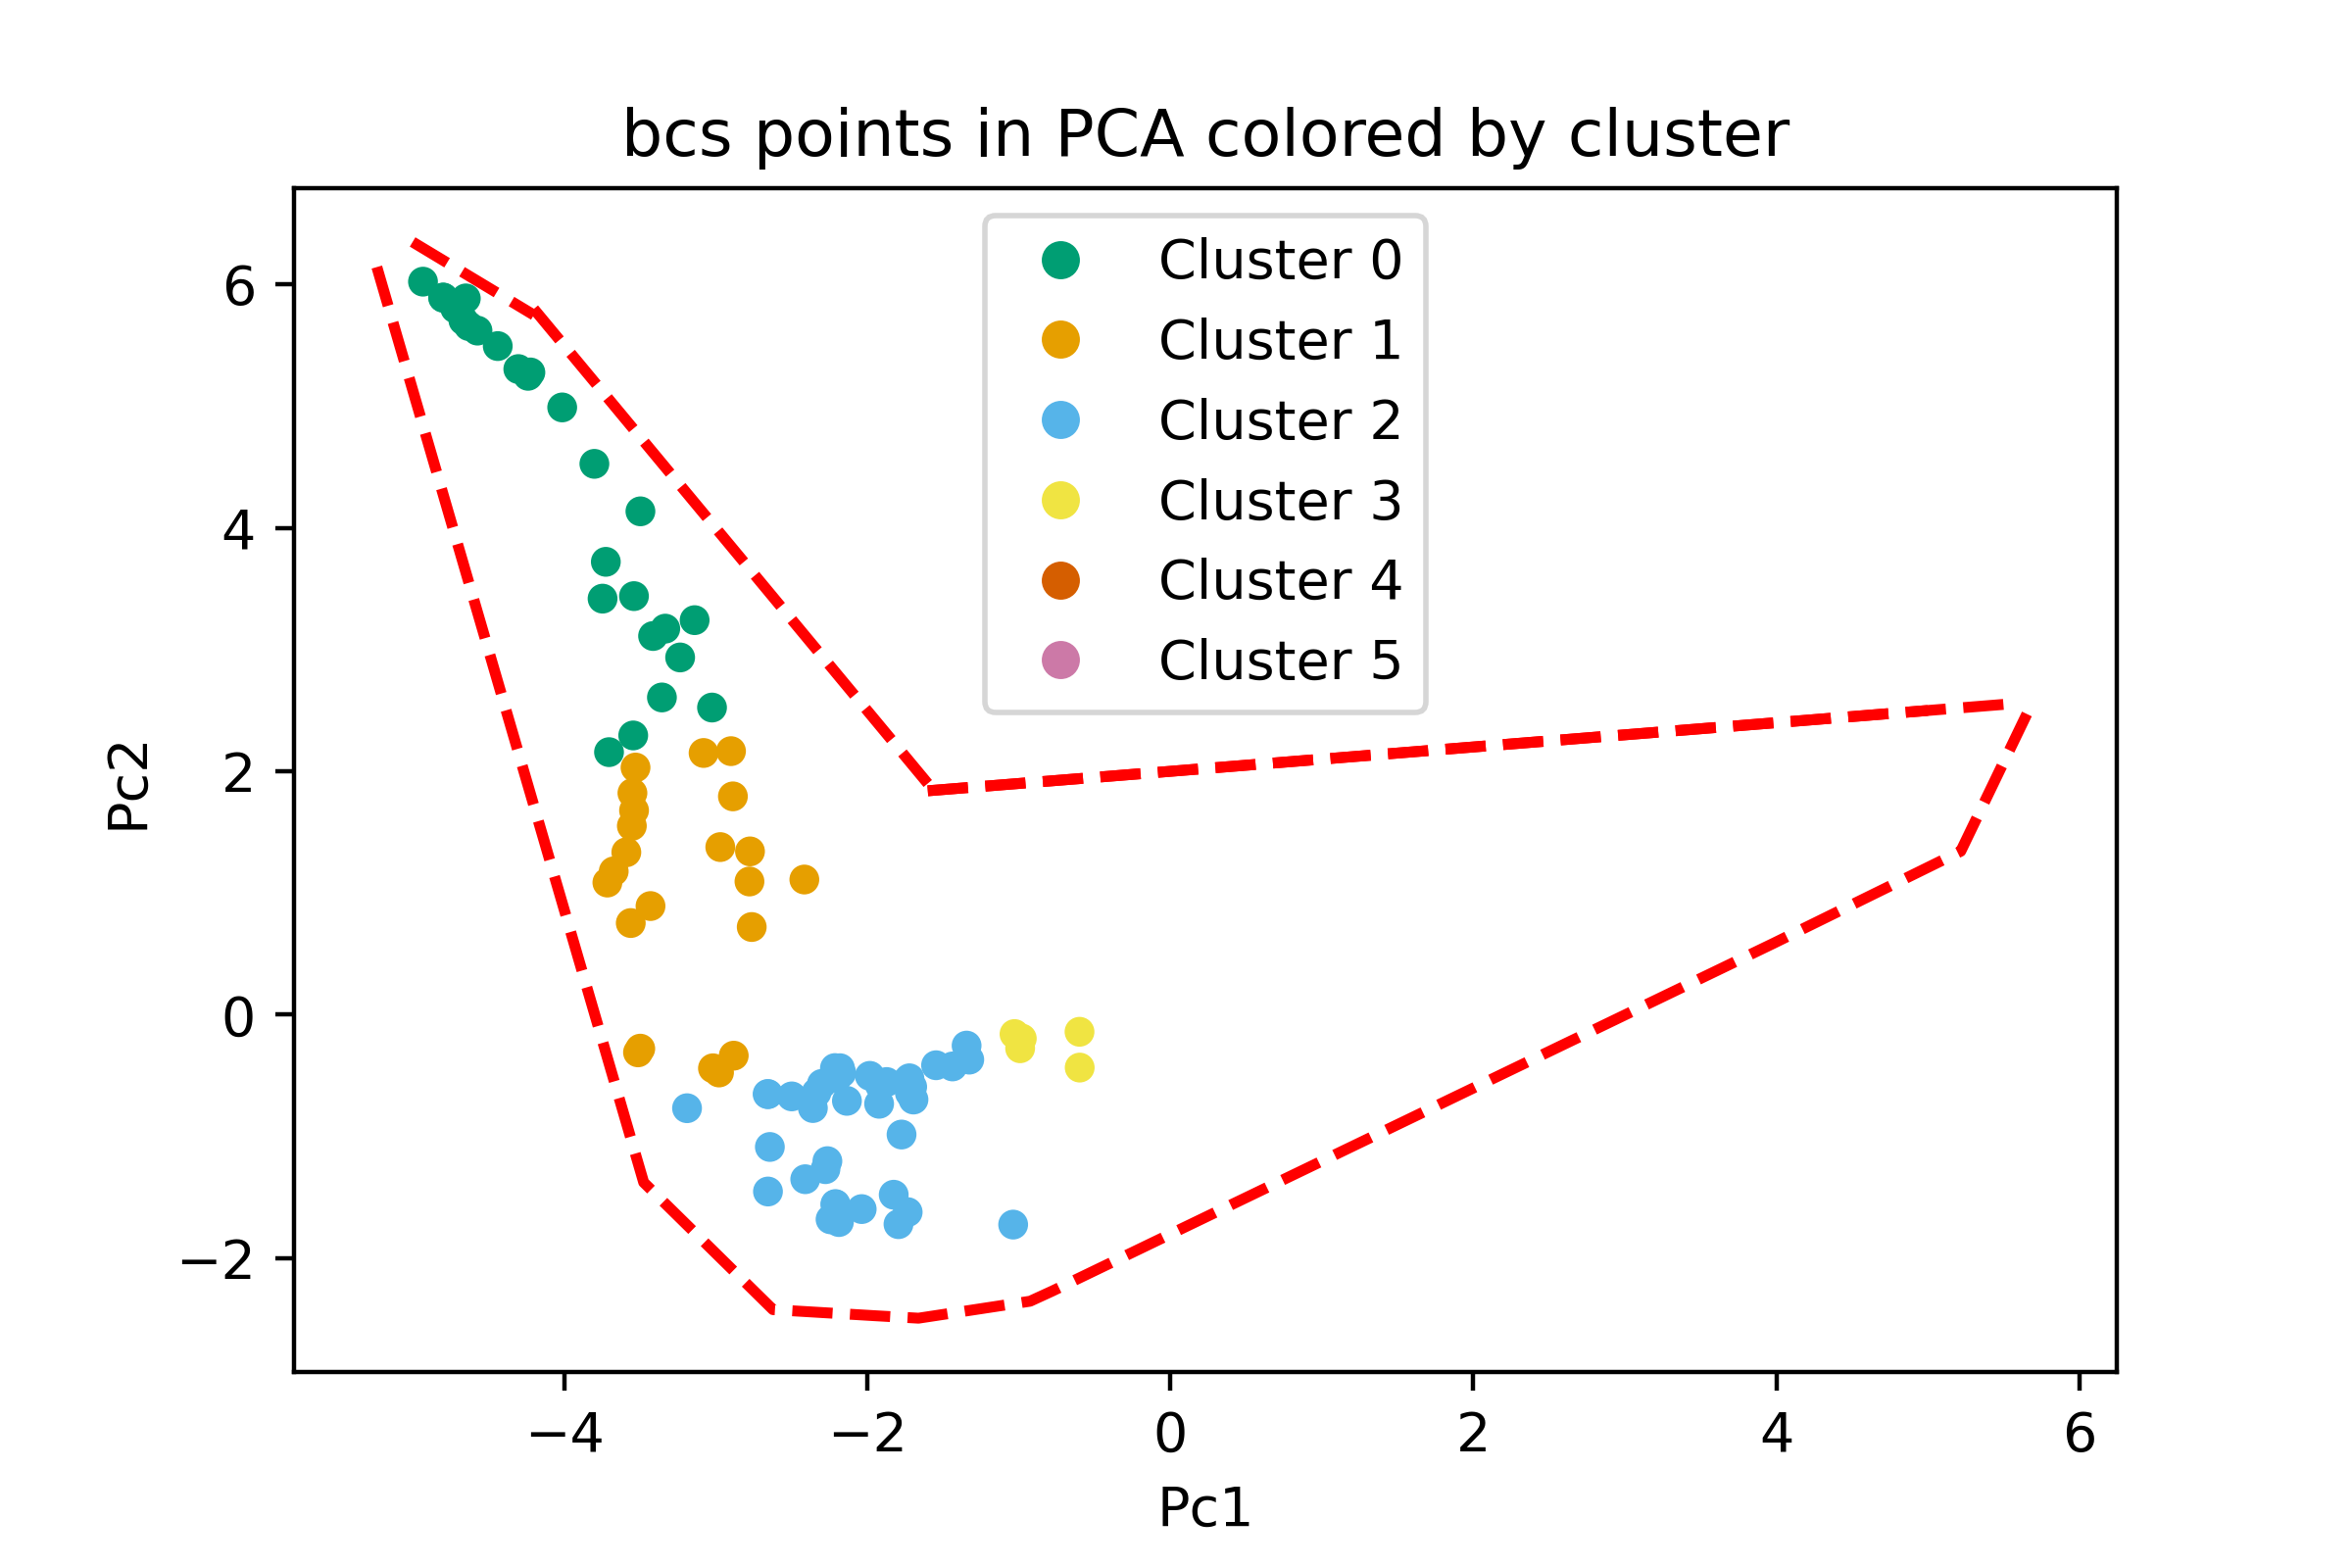 bcs points in PCA colored by cluster
Cluster 0
Cluster 1
Cluster 2
Cluster 3
Cluster 4
Cluster 5
6
4
2
0
−2
Pc2
−4 −2 0 2 4 6
Pc1